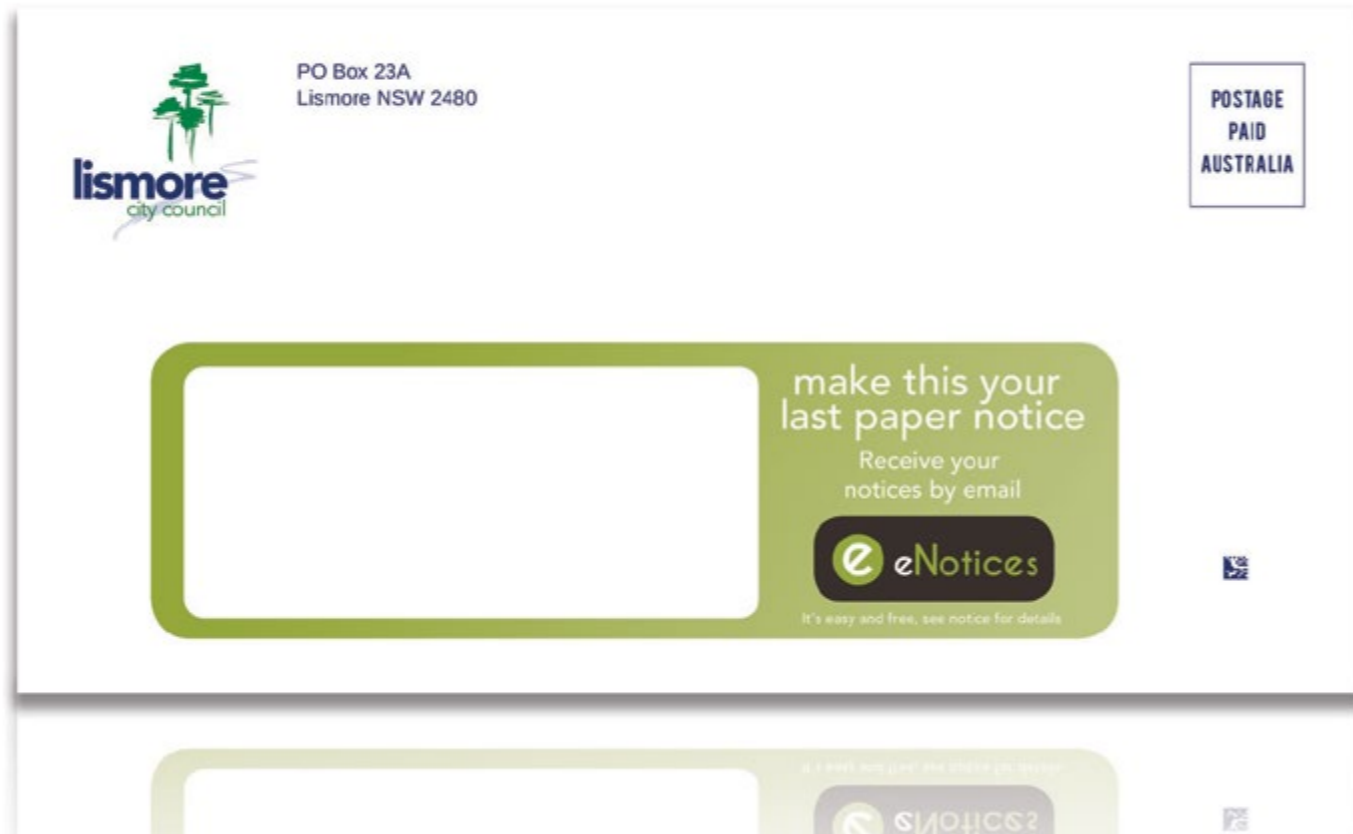 lismore
city council
PO Box 23A
Lismore NSW 2480
POSTAGE
PAID
AUSTRALIA
make this your
last paper notice
Receive your
notices by email
e eNotices
It's easy and free, see notice for details